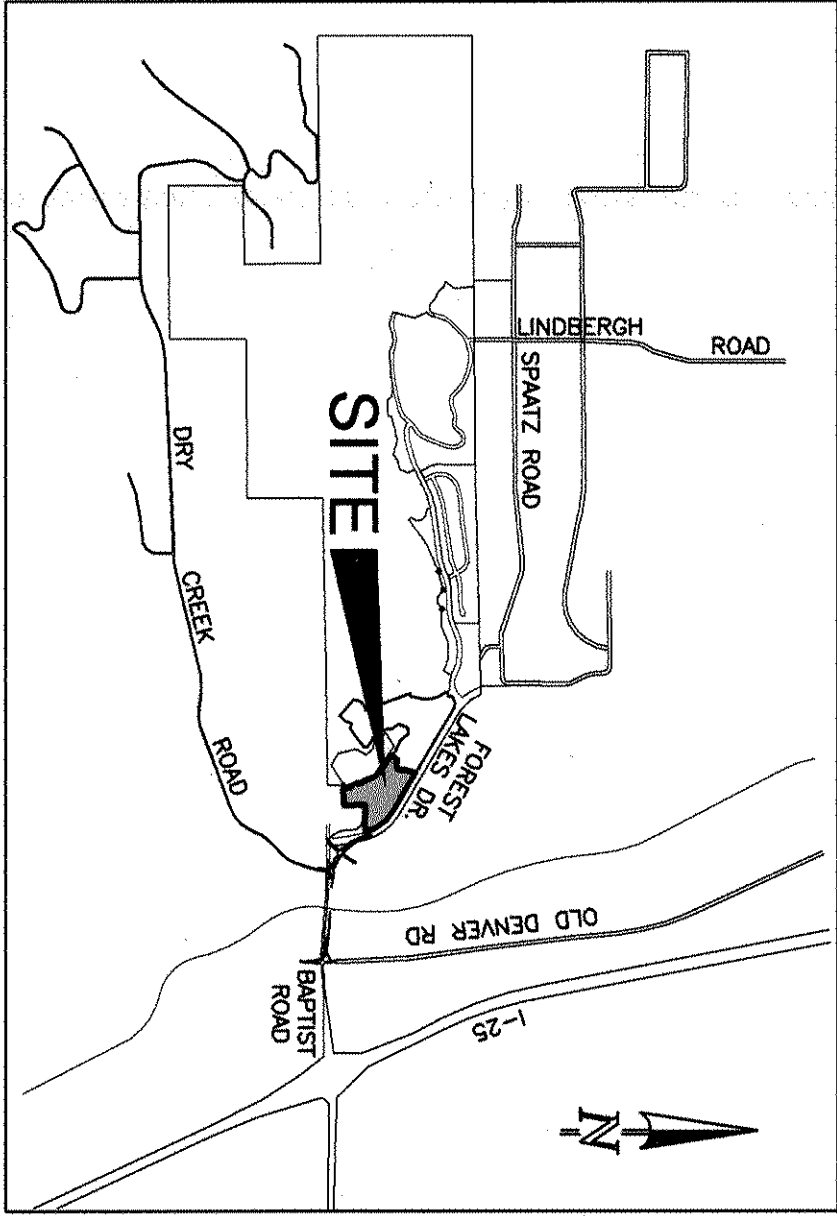 LINDBERGH ROAD
SPAATZ ROAD
SITE
DRY CREEK ROAD
FOREST
LAKES DR.
OLD DENVER RD
BAPTIST
ROAD
I-25
N